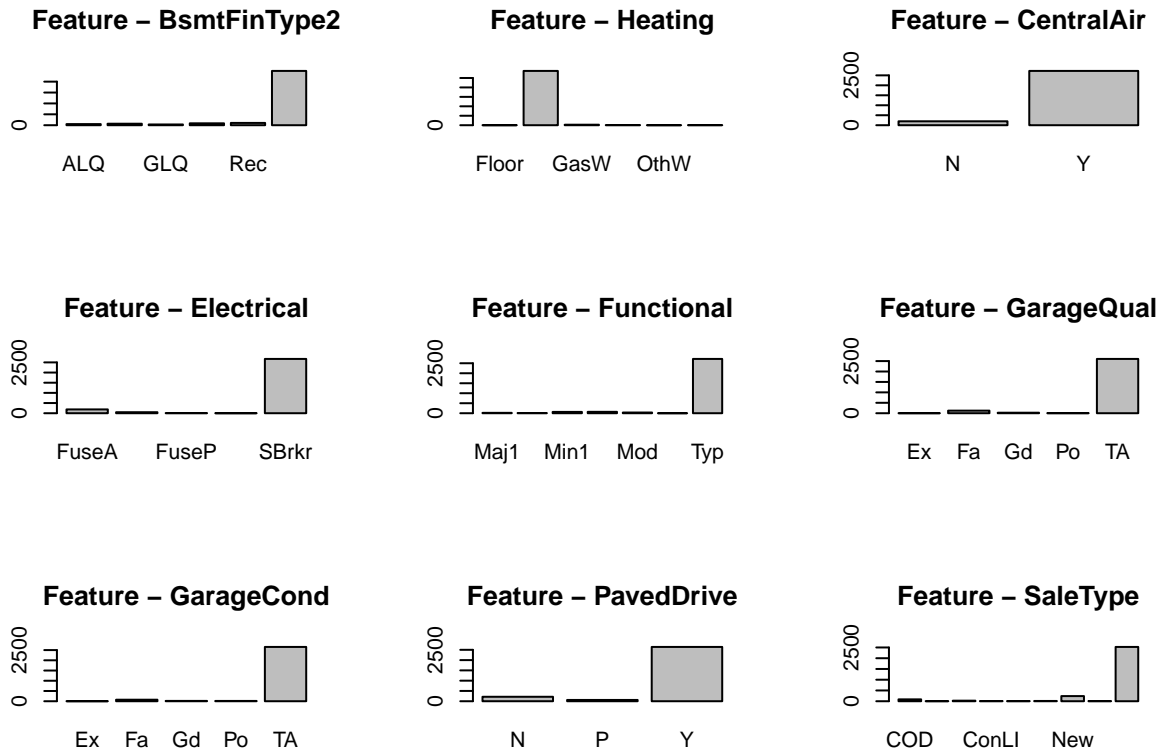 Feature – BsmtFinType2
0
ALQ GLQ Rec
Feature – Heating
0
Floor GasW OthW
Feature – CentralAir
0 2500
N Y
Feature – Electrical
0 2500
FuseA FuseP SBrkr
Feature – Functional
0 2500
Maj1 Min1 Mod Typ
Feature – GarageQual
0 2500
Ex Fa Gd Po TA
Feature – GarageCond
0 2500
Ex Fa Gd Po TA
Feature – PavedDrive
0 2500
N P Y
Feature – SaleType
0 2500
COD ConLI New